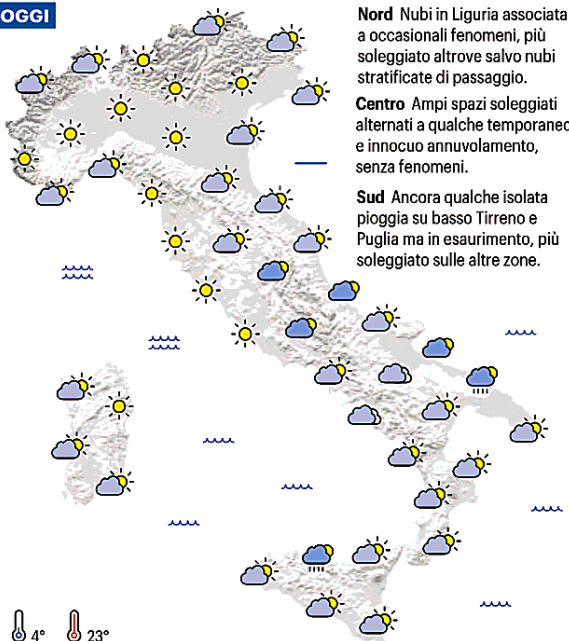 OGGI
Nord Nubi in Liguria associata
a occasionali fenomeni, più
soleggiato altrove salvo nubi
stratificate di passaggio.
Centro Ampi spazi soleggiati
alternati a qualche temporaneo
e innocuo annuvolamento,
senza fenomeni.
Sud Ancora qualche isolata
pioggia su basso Tirreno e
Puglia ma in esaurimento, più
soleggiato sulle altre zone.
4° 23°